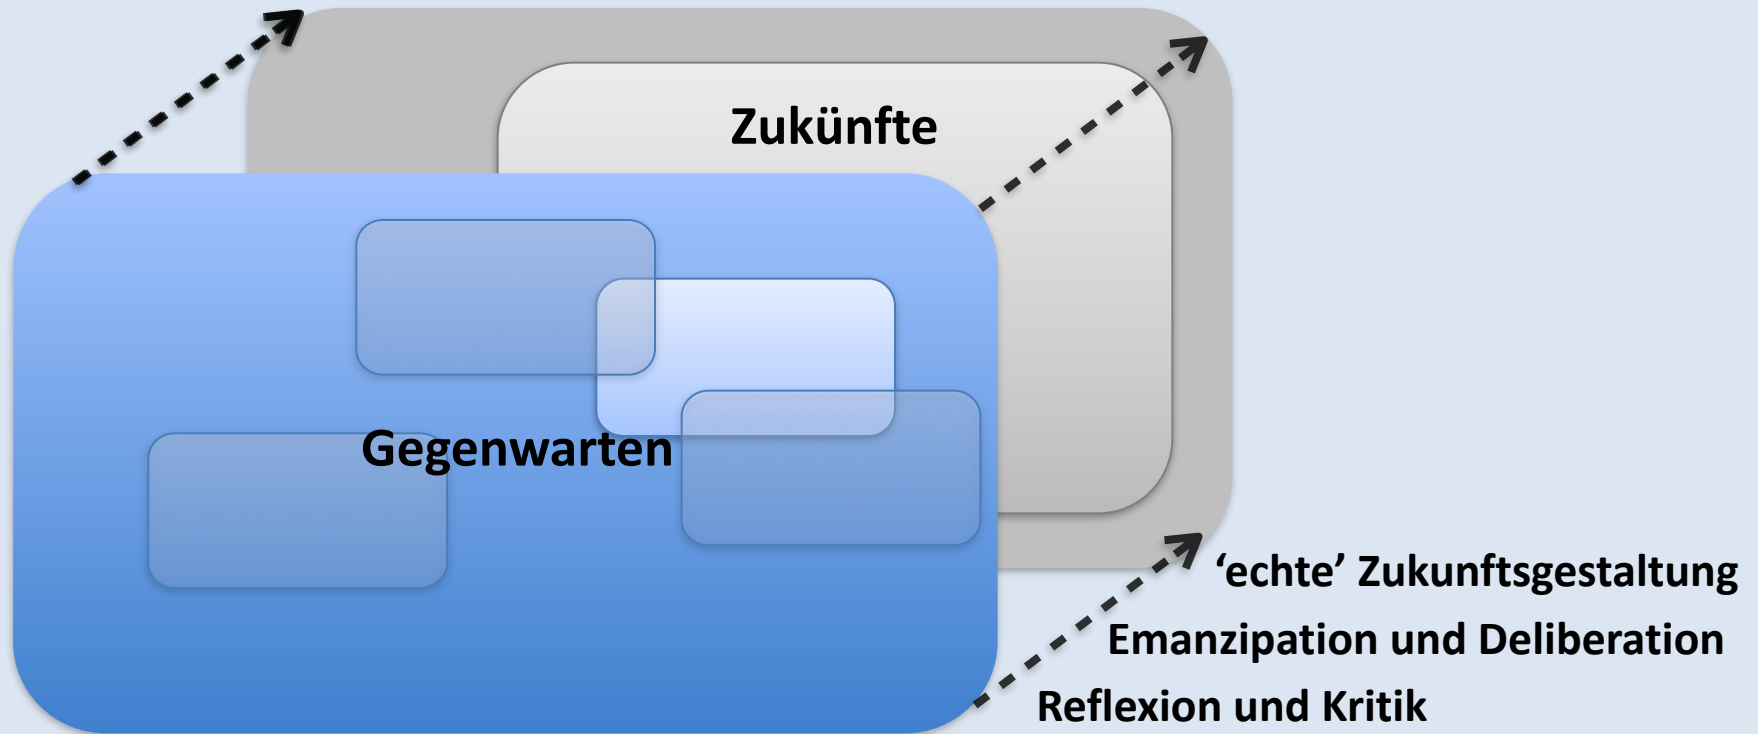 Zukünfte
Gegenwarten
‘echte’ Zukunftsgestaltung
Emanzipation und Deliberation
Reflexion und Kritik